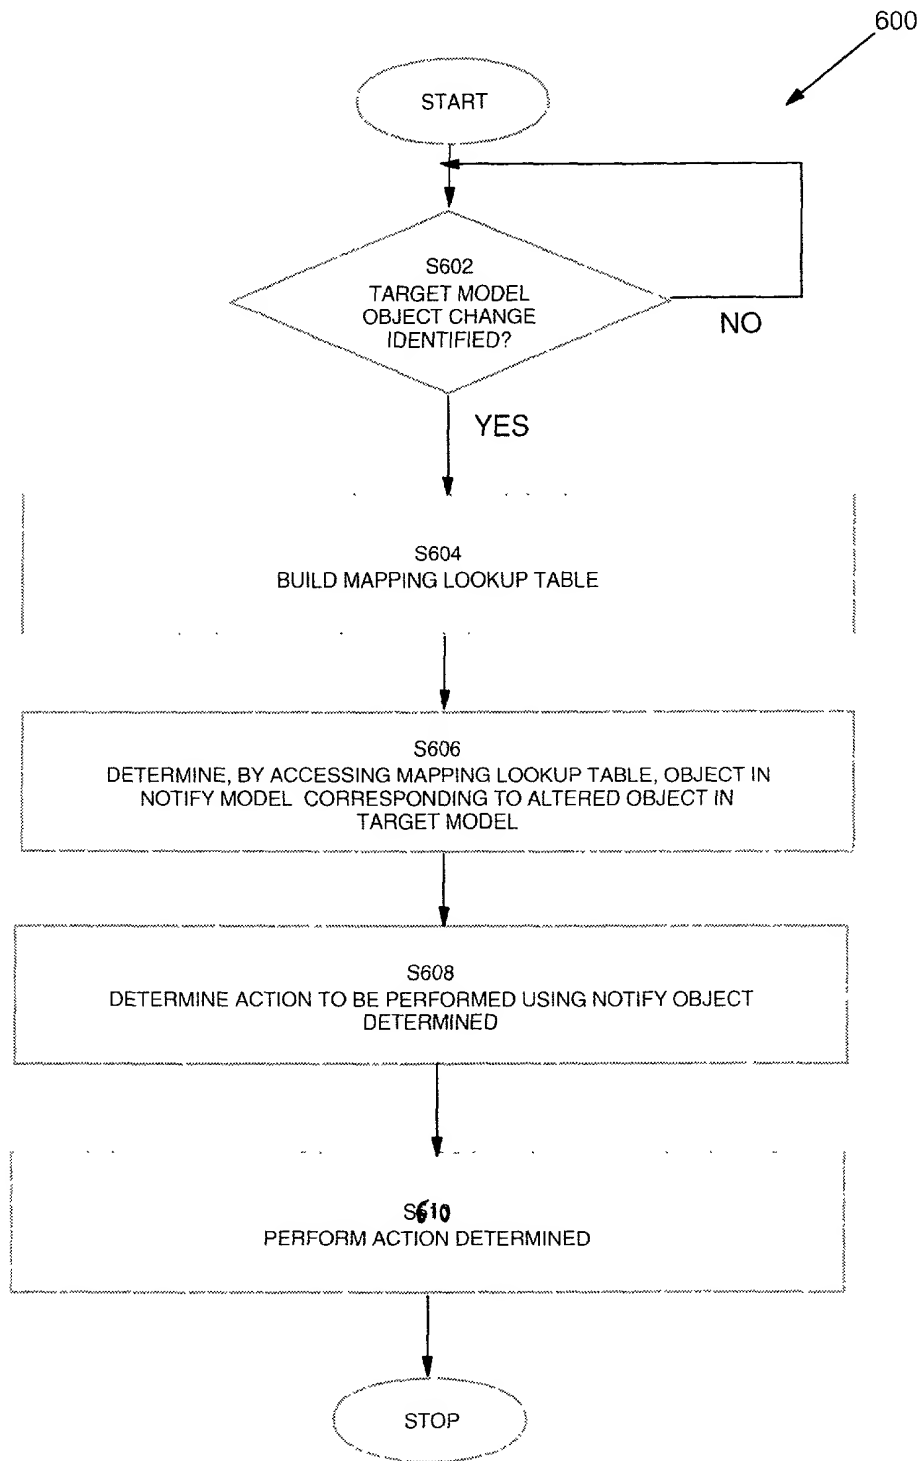 600
START
S602
TARGET MODEL
OBJECT CHANGE
IDENTIFIED?
NO
YES
S604
BUILD MAPPING LOOKUP TABLE
S606
DETERMINE, BY ACCESSING MAPPING LOOKUP TABLE, OBJECT IN
NOTIFY MODEL CORRESPONDING TO ALTERED OBJECT IN
TARGET MODEL
S608
DETERMINE ACTION TO BE PERFORMED USING NOTIFY OBJECT
DETERMINED
S610
PERFORM ACTION DETERMINED
STOP